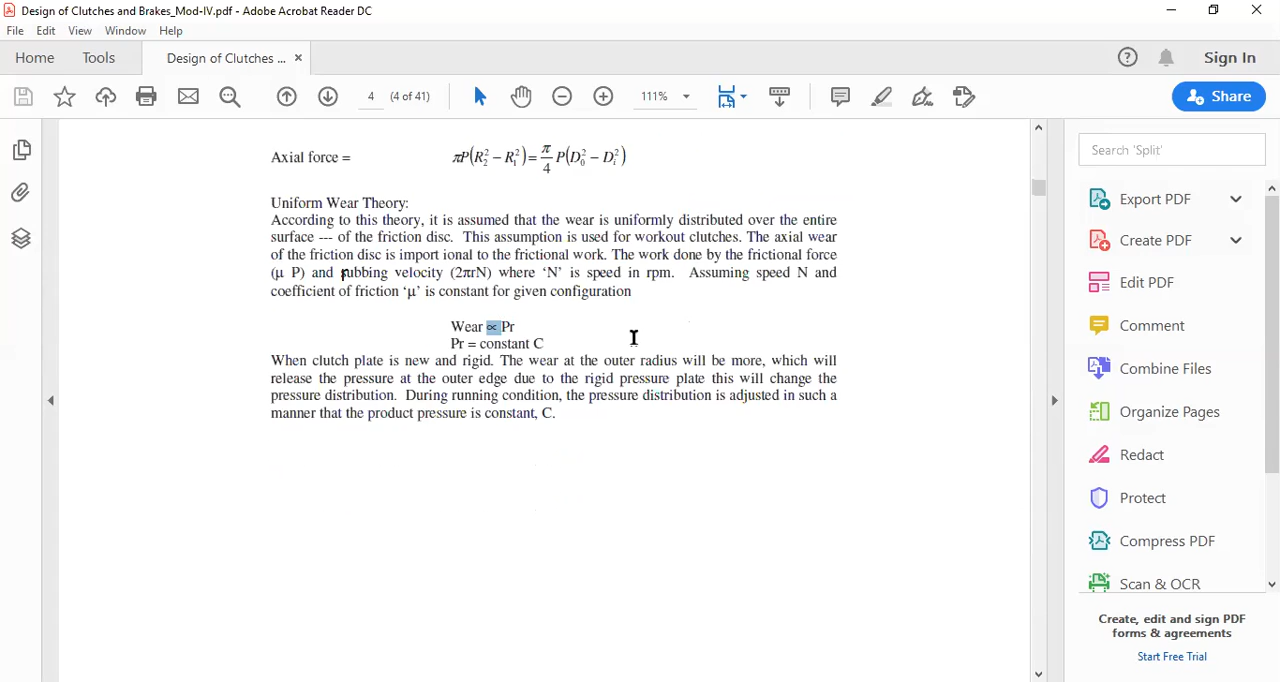 Design of Clutches and Brakes_Mod-IV.pdf - Adobe Acrobat Reader DC
File Edit View Window Help
Home Tools Design of Clutches ... × Sign In
4 (4 of 41) 111% Share
Axial force = πP(R₂² − R₁²) = π/4 P(D₀² − Dᵢ²)
Uniform Wear Theory:
According to this theory, it is assumed that the wear is uniformly distributed over the entire
surface --- of the friction disc. This assumption is used for workout clutches. The axial wear
of the friction disc is import ional to the frictional work. The work done by the frictional force
(μ P) and rubbing velocity (2πrN) where ‘N’ is speed in rpm. Assuming speed N and
coefficient of friction ‘μ’ is constant for given configuration
Wear ∝ Pr
Pr = constant C
When clutch plate is new and rigid. The wear at the outer radius will be more, which will
release the pressure at the outer edge due to the rigid pressure plate this will change the
pressure distribution. During running condition, the pressure distribution is adjusted in such a
manner that the product pressure is constant, C.
Search 'Split'
Export PDF
Create PDF
Edit PDF
Comment
Combine Files
Organize Pages
Redact
Protect
Compress PDF
Scan & OCR
Create, edit and sign PDF
forms & agreements
Start Free Trial